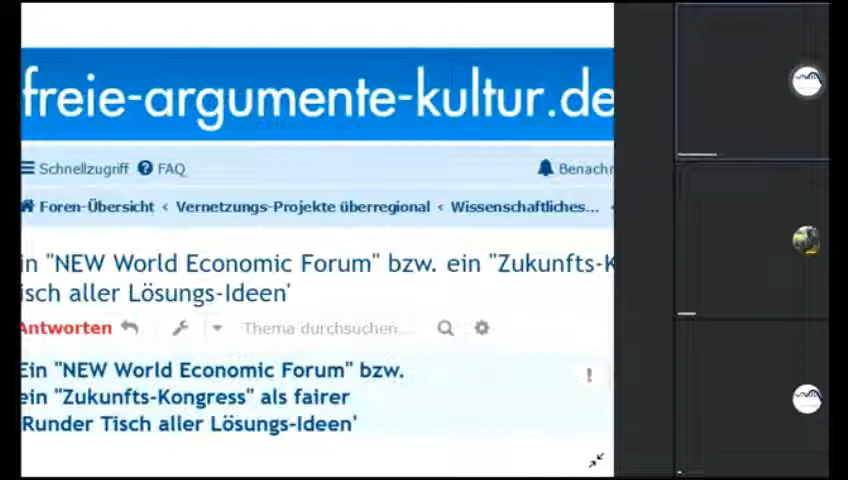 freie-argumente-kultur.de
Schnellzugriff FAQ Benachr
Foren-Übersicht ‹ Vernetzungs-Projekte überregional ‹ Wissenschaftliches... ‹
in "NEW World Economic Forum" bzw. ein "Zukunfts-K
isch aller Lösungs-Ideen'
Antworten Thema durchsuchen...
Ein "NEW World Economic Forum" bzw.
ein "Zukunfts-Kongress" als fairer
'Runder Tisch aller Lösungs-Ideen'